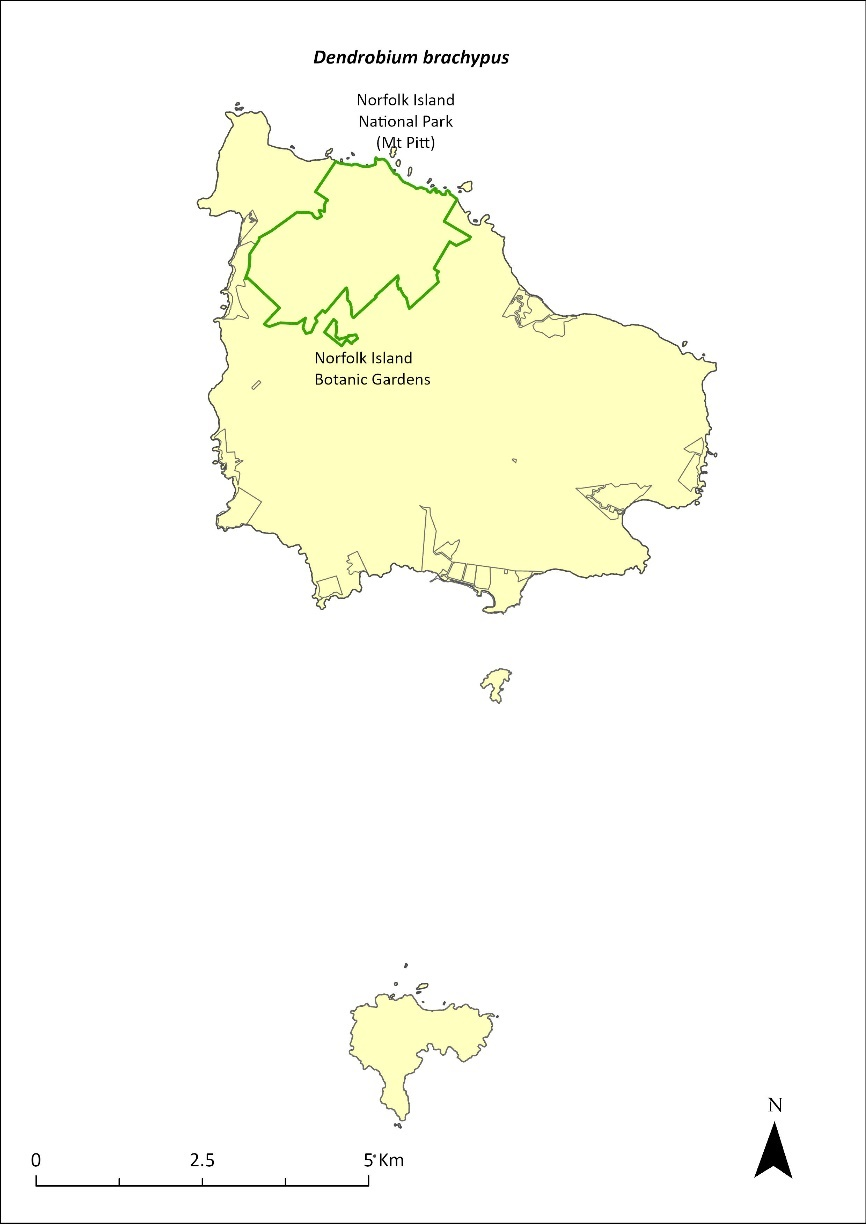 Dendrobium brachypus
Norfolk Island
National Park
(Mt Pitt)
Norfolk Island
Botanic Gardens
N
0 2.5 5 Km